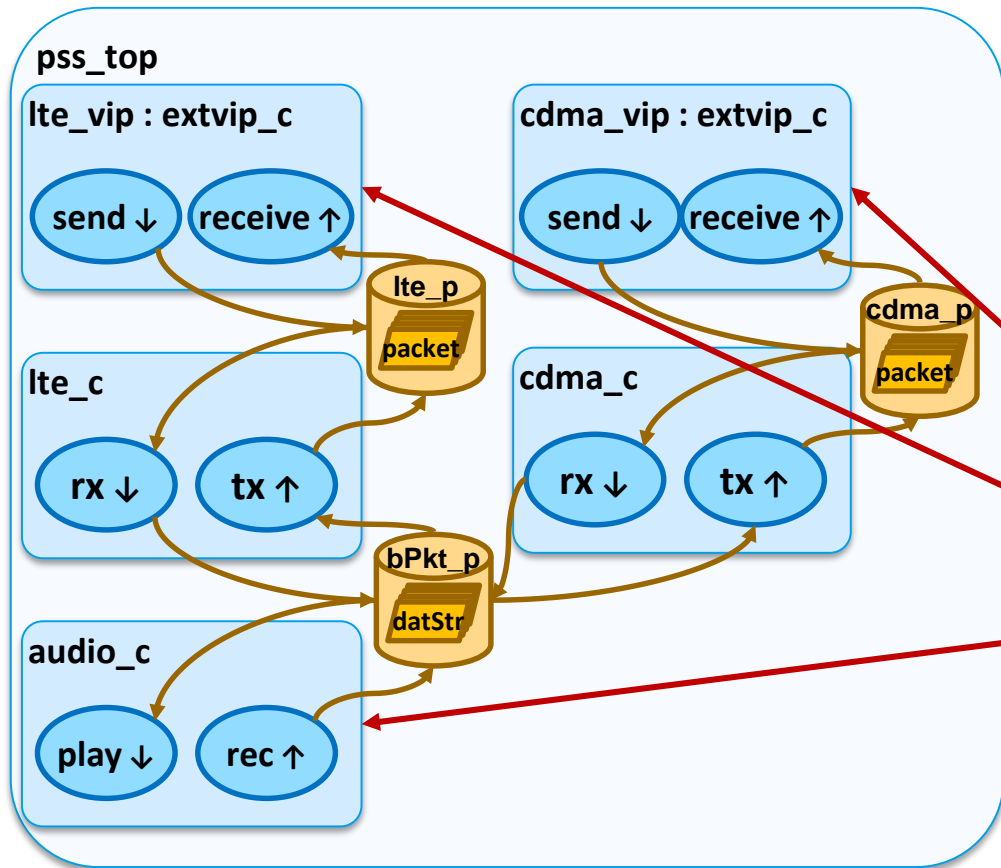 pss_top
lte_vip : extvip_c
send ↓
receive ↑
lte_p
packet
cdma_vip : extvip_c
send ↓
receive ↑
cdma_p
packet
lte_c
rx ↓
tx ↑
cdma_c
rx ↓
tx ↑
bPkt_p
datStr
audio_c
play ↓
rec ↑